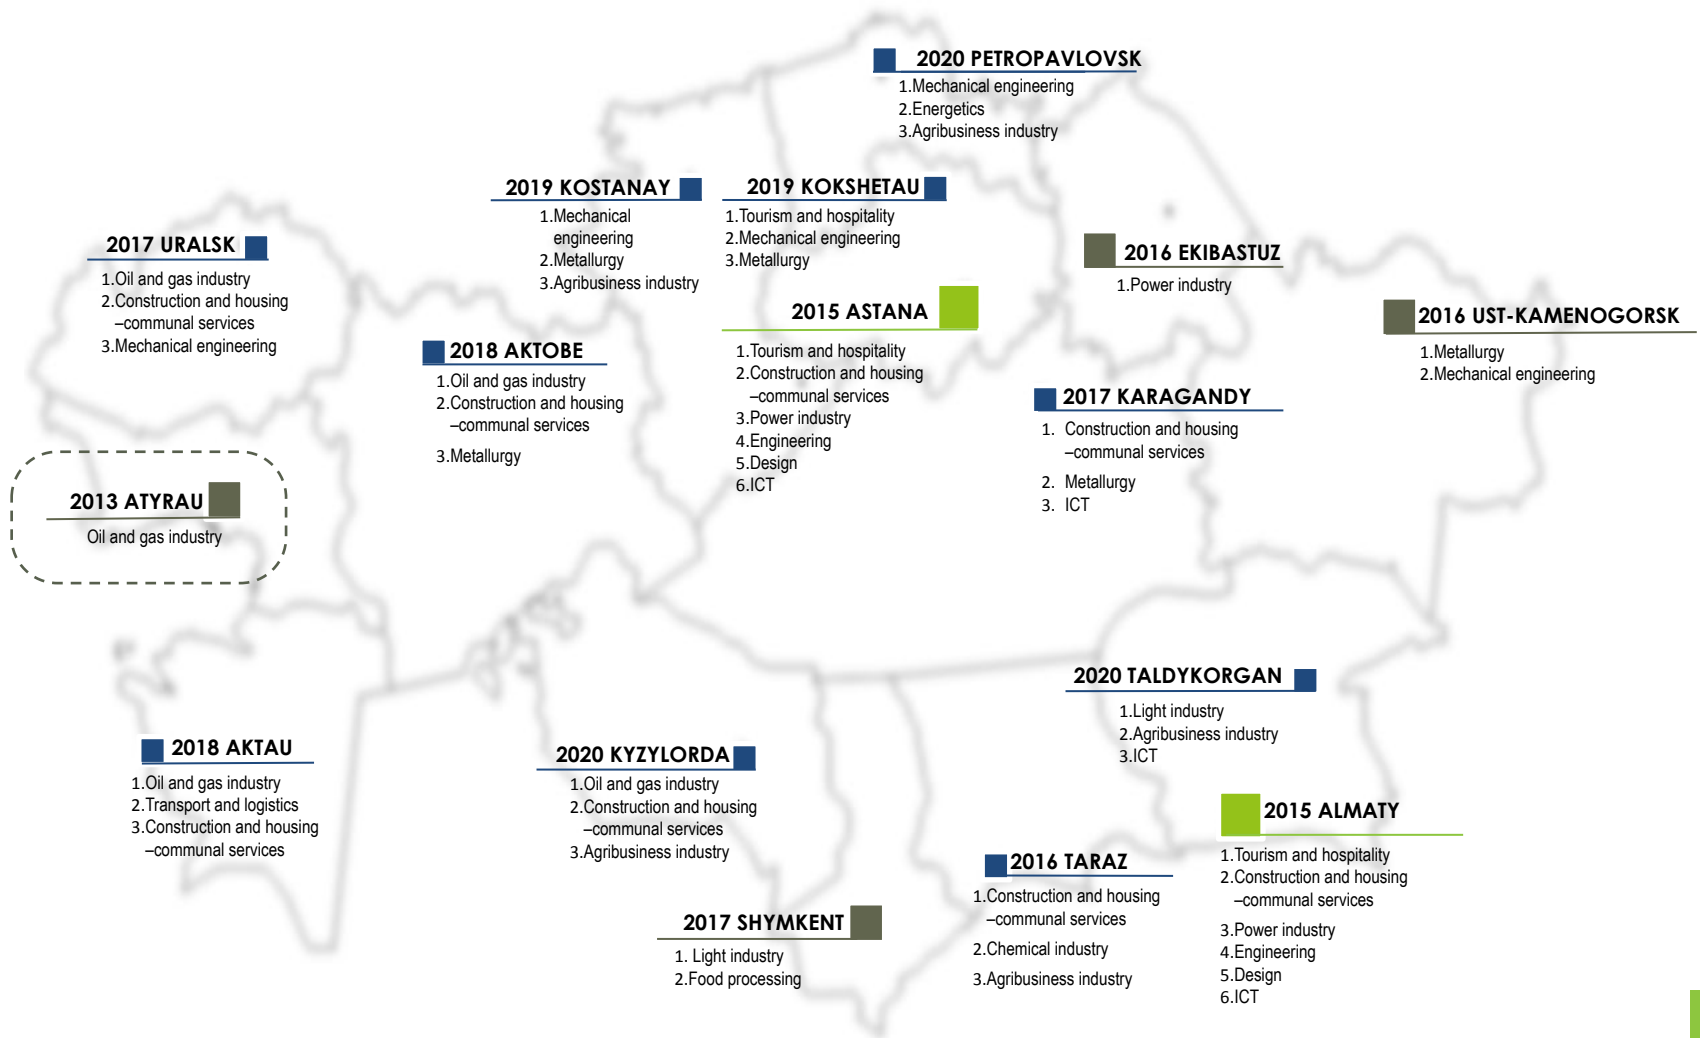 2020 PETROPAVLOVSK
1.Mechanical engineering
2.Energetics
3.Agribusiness industry
2019 KOSTANAY
1.Mechanical
engineering
2.Metallurgy
3.Agribusiness industry
2019 KOKSHETAU
1.Tourism and hospitality
2.Mechanical engineering
3.Metallurgy
2017 URALSK
1.Oil and gas industry
2.Construction and housing
–communal services
3.Mechanical engineering
2016 EKIBASTUZ
1.Power industry
2015 ASTANA
1.Tourism and hospitality
2.Construction and housing
–communal services
3.Power industry
4.Engineering
5.Design
6.ICT
2016 UST-KAMENOGORSK
1.Metallurgy
2.Mechanical engineering
2018 AKTOBE
1.Oil and gas industry
2.Construction and housing
–communal services
3.Metallurgy
2017 KARAGANDY
1. Construction and housing
–communal services
2. Metallurgy
3. ICT
2013 ATYRAU
Oil and gas industry
2020 TALDYKORGAN
1.Light industry
2.Agribusiness industry
3.ICT
2018 AKTAU
1.Oil and gas industry
2.Transport and logistics
3.Construction and housing
–communal services
2020 KYZYLORDA
1.Oil and gas industry
2.Construction and housing
–communal services
3.Agribusiness industry
2015 ALMATY
1.Tourism and hospitality
2.Construction and housing
–communal services
3.Power industry
4.Engineering
5.Design
6.ICT
2016 TARAZ
1.Construction and housing
–communal services
2.Chemical industry
3.Agribusiness industry
2017 SHYMKENT
1. Light industry
2.Food processing